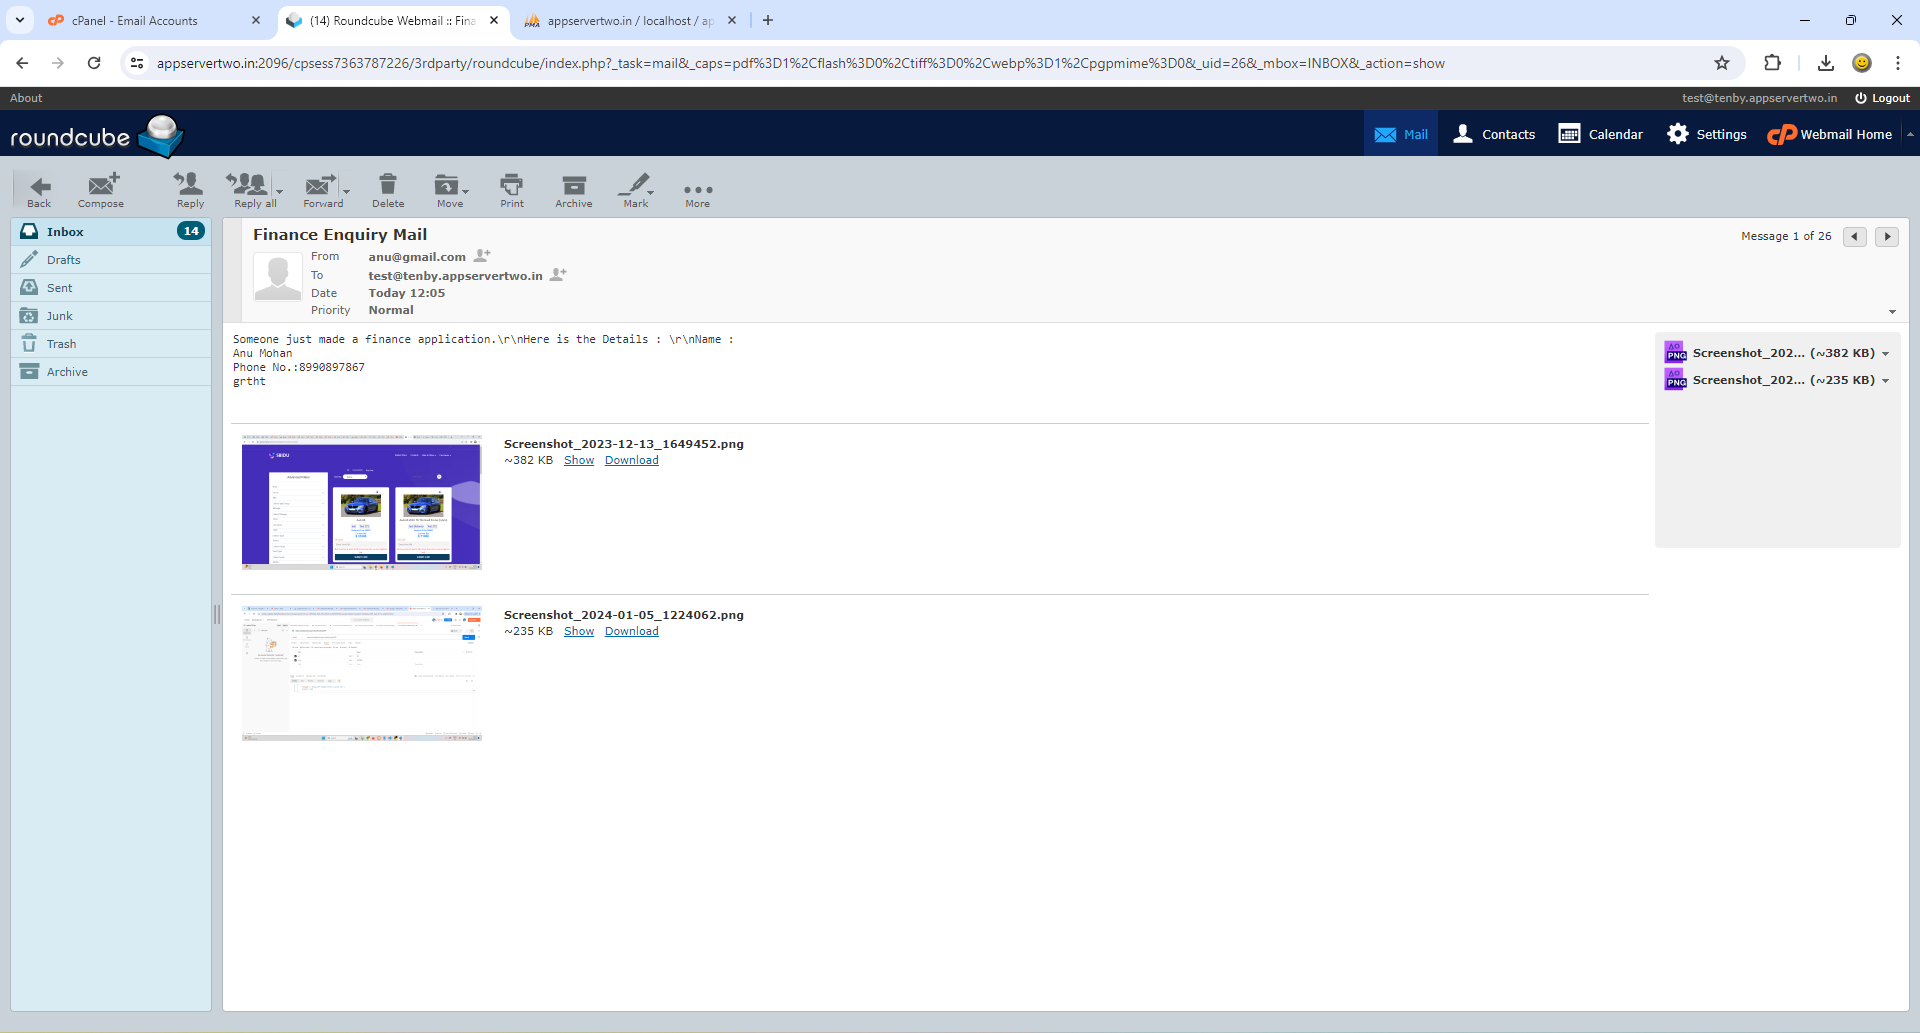 cPanel - Email Accounts
(14) Roundcube Webmail :: Fina
appservertwo.in / localhost / ap
appservertwo.in:2096/cpsess7363787226/3rdparty/roundcube/index.php?_task=mail&_caps=pdf%3D1%2Cflash%3D0%2Ctiff%3D0%2Cwebp%3D1%2Cpgpmime%3D0&_uid=26&_mbox=INBOX&_action=show
About
test@tenby.appservertwo.in Logout
roundcube
Mail Contacts Calendar Settings cP Webmail Home
Back Compose Reply Reply all Forward Delete Move Print Archive Mark More
Inbox 14
Drafts
Sent
Junk
Trash
Archive
Finance Enquiry Mail
Message 1 of 26
From anu@gmail.com
To test@tenby.appservertwo.in
Date Today 12:05
Priority Normal
Someone just made a finance application.\r\nHere is the Details : \r\nName :
Anu Mohan
Phone No.:8990897867
grtht
PNG Screenshot_202... (~382 KB)
PNG Screenshot_202... (~235 KB)
Screenshot_2023-12-13_1649452.png
~382 KB Show Download
SBIDU
Screenshot_2024-01-05_1224062.png
~235 KB Show Download